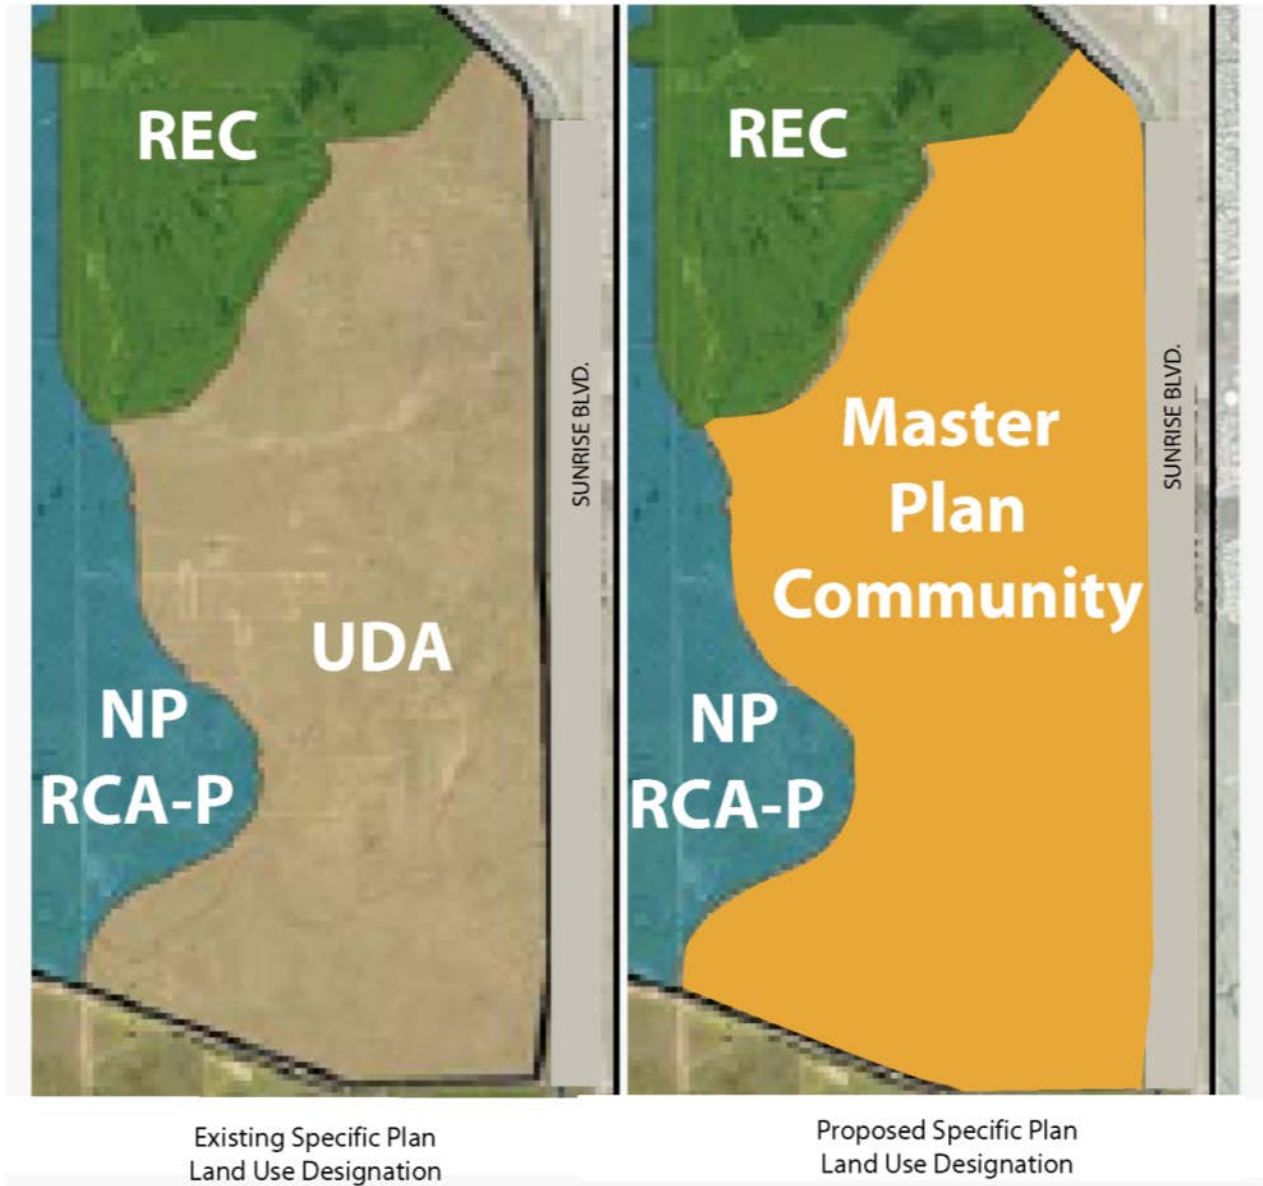 REC
UDA
NP
RCA-P
SUNRISE BLVD.
Existing Specific Plan
Land Use Designation
REC
Master
Plan
Community
NP
RCA-P
SUNRISE BLVD.
Proposed Specific Plan
Land Use Designation